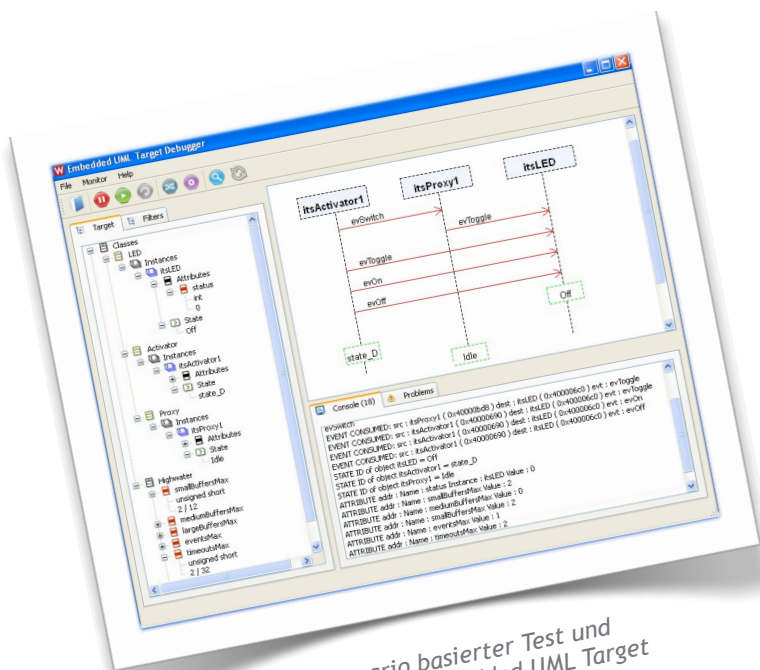 Embedded UML Target Debugger
File Monitor Help
Target Filters
Classes
LED
Instances
itsLED
Attributes
status
int
0
State
Off
Activator
Instances
itsActivator1
Attributes
State
state_D
Proxy
Instances
itsProxy1
Attributes
State
Idle
Highwater
smallBuffersMax
unsigned short
2 / 12
mediumBuffersMax
largeBuffersMax
eventsMax
timeoutsMax
unsigned short
2 / 32
itsActivator1 itsProxy1 itsLED
evSwitch
evToggle
evToggle
evOn
evOff
Off
state_D
Idle
Console (18) Problems
evSwitch
EVENT CONSUMED: src : itsProxy1 ( 0x40000bd8 ) dest : itsLED ( 0x400006c0 ) evt : evToggle
EVENT CONSUMED: src : itsActivator1 ( 0x40000690 ) dest : itsLED ( 0x400006c0 ) evt : evToggle
EVENT CONSUMED: src : itsActivator1 ( 0x40000690 ) dest : itsLED ( 0x400006c0 ) evt : evOn
EVENT CONSUMED: src : itsActivator1 ( 0x40000690 ) dest : itsLED ( 0x400006c0 ) evt : evOff
STATE ID of object itsLED = Off
STATE ID of object itsActivator1 = state_D
STATE ID of object itsProxy1 = Idle
ATTRIBUTE addr : Name : status Instance : itsLED Value : 0
ATTRIBUTE addr : Name : smallBuffersMax Value : 2
ATTRIBUTE addr : Name : mediumBuffersMax Value : 0
ATTRIBUTE addr : Name : largeBuffersMax Value : 2
ATTRIBUTE addr : Name : eventsMax Value : 1
ATTRIBUTE addr : Name : timeoutsMax Value : 2
basierter Test und
UML Target